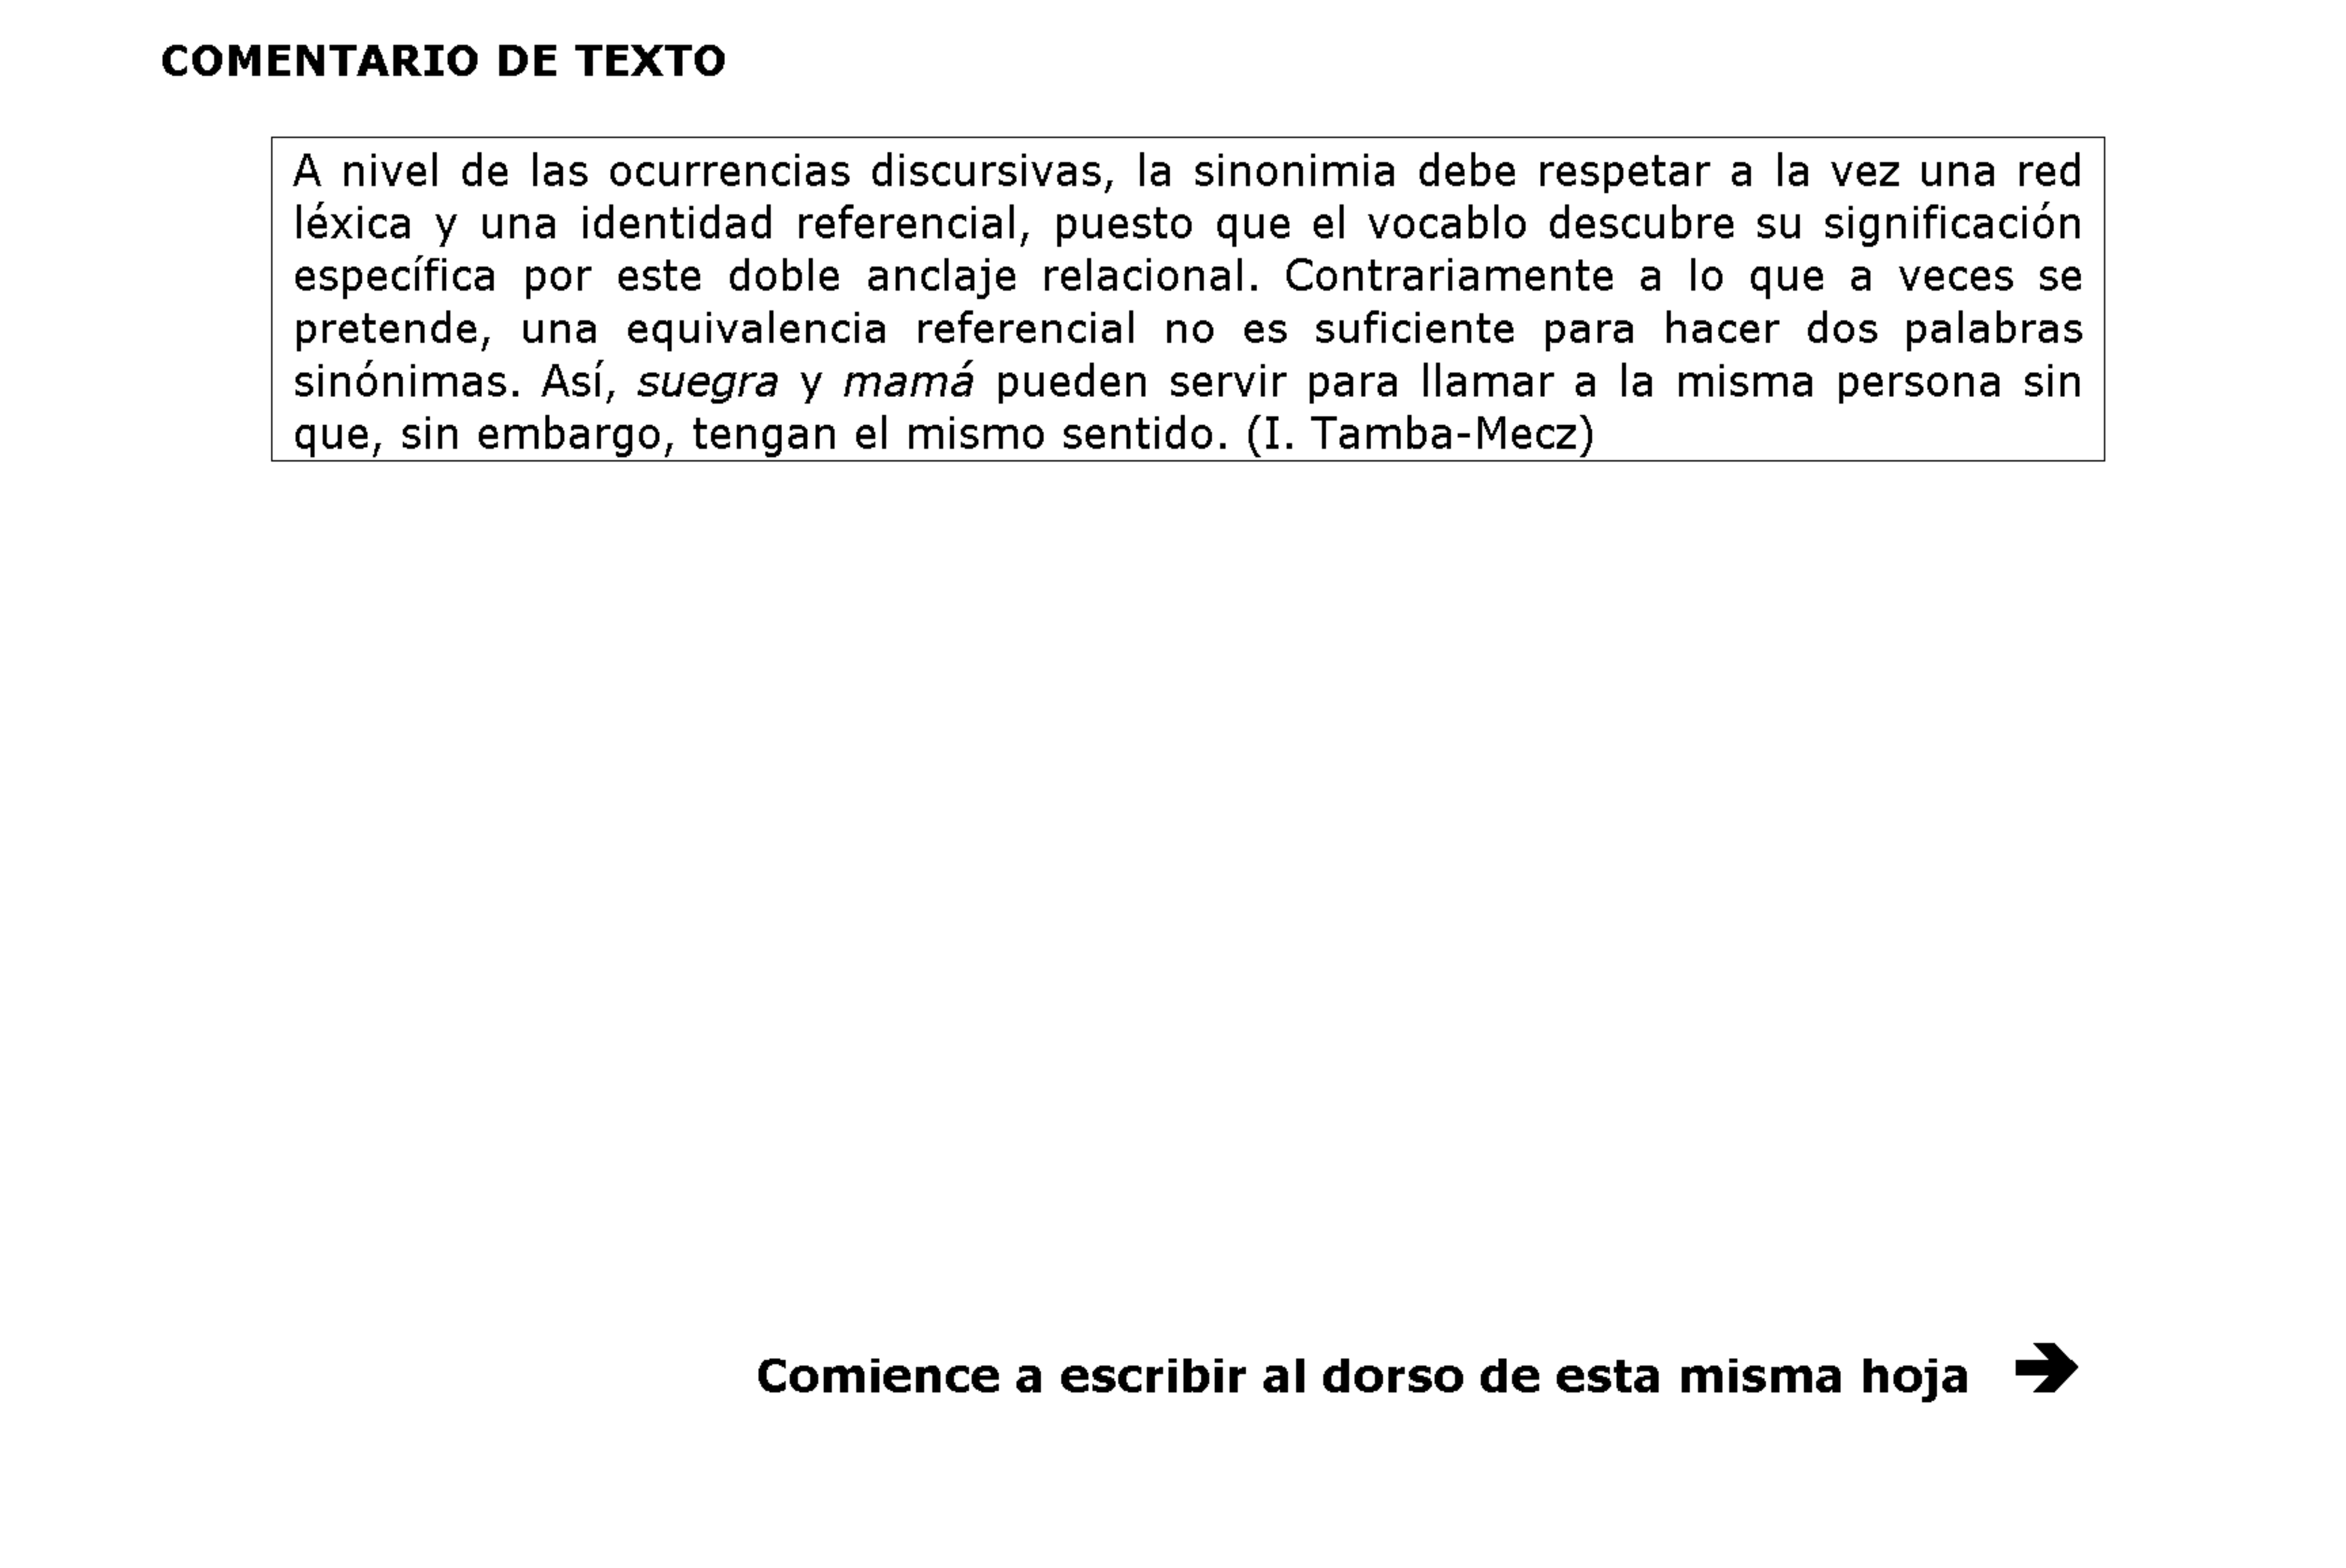 COMENTARIO DE TEXTO
A nivel de las ocurrencias discursivas, la sinonimia debe respetar a la vez una red
léxica y una identidad referencial, puesto que el vocablo descubre su significación
específica por este doble anclaje relacional. Contrariamente a lo que a veces se
pretende, una equivalencia referencial no es suficiente para hacer dos palabras
sinónimas. Así, suegra y mamá pueden servir para llamar a la misma persona sin
que, sin embargo, tengan el mismo sentido. (I. Tamba-Mecz)
Comience a escribir al dorso de esta misma hoja ➔